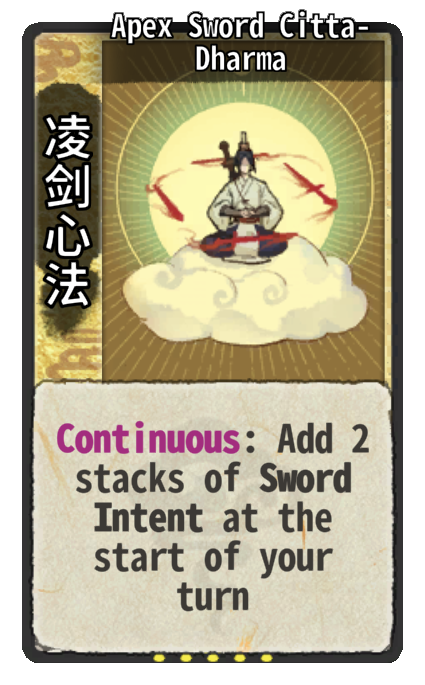 Apex Sword Citta-
Dharma
凌剑心法
Continuous: Add 2
stacks of Sword
Intent at the
start of your
turn